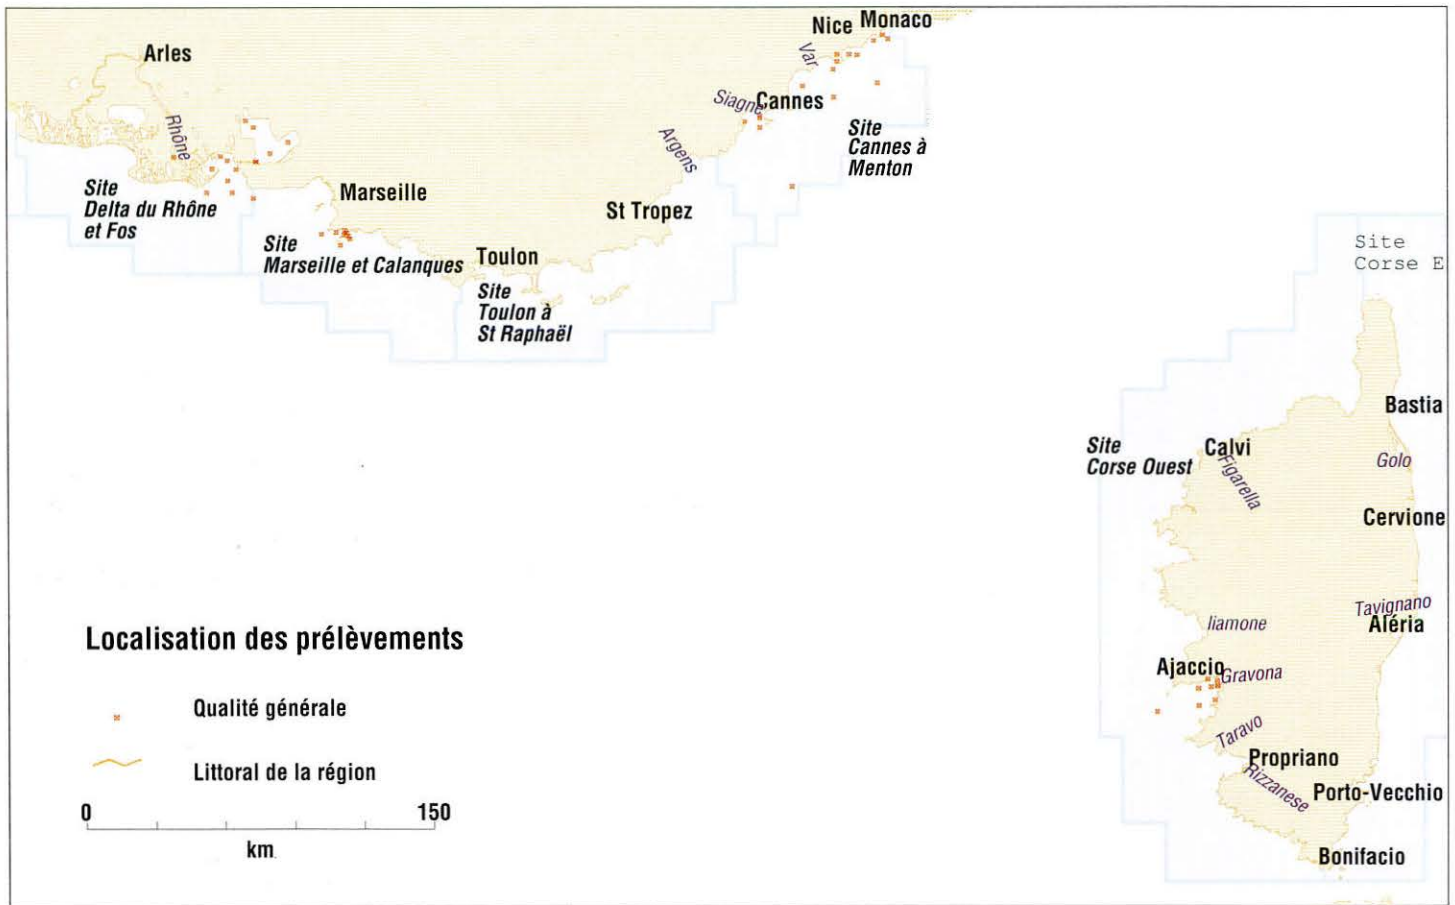 Nice Monaco
Arles
Var
Siagne
Cannes
Rhône
Argens
Site
Cannes à
Menton
Site
Delta du Rhône
et Fos
Marseille
St Tropez
Site
Marseille et Calanques
Toulon
Site
Toulon à
St Raphaël
Site
Corse E
Bastia
Site
Corse Ouest
Calvi
Figarella
Golo
Cervione
Tavignano
Aléria
liamone
Ajaccio
Gravona
Taravo
Propriano
Rizzanese
Porto-Vecchio
Bonifacio
Localisation des prélèvements
Qualité générale
Littoral de la région
0 150
km